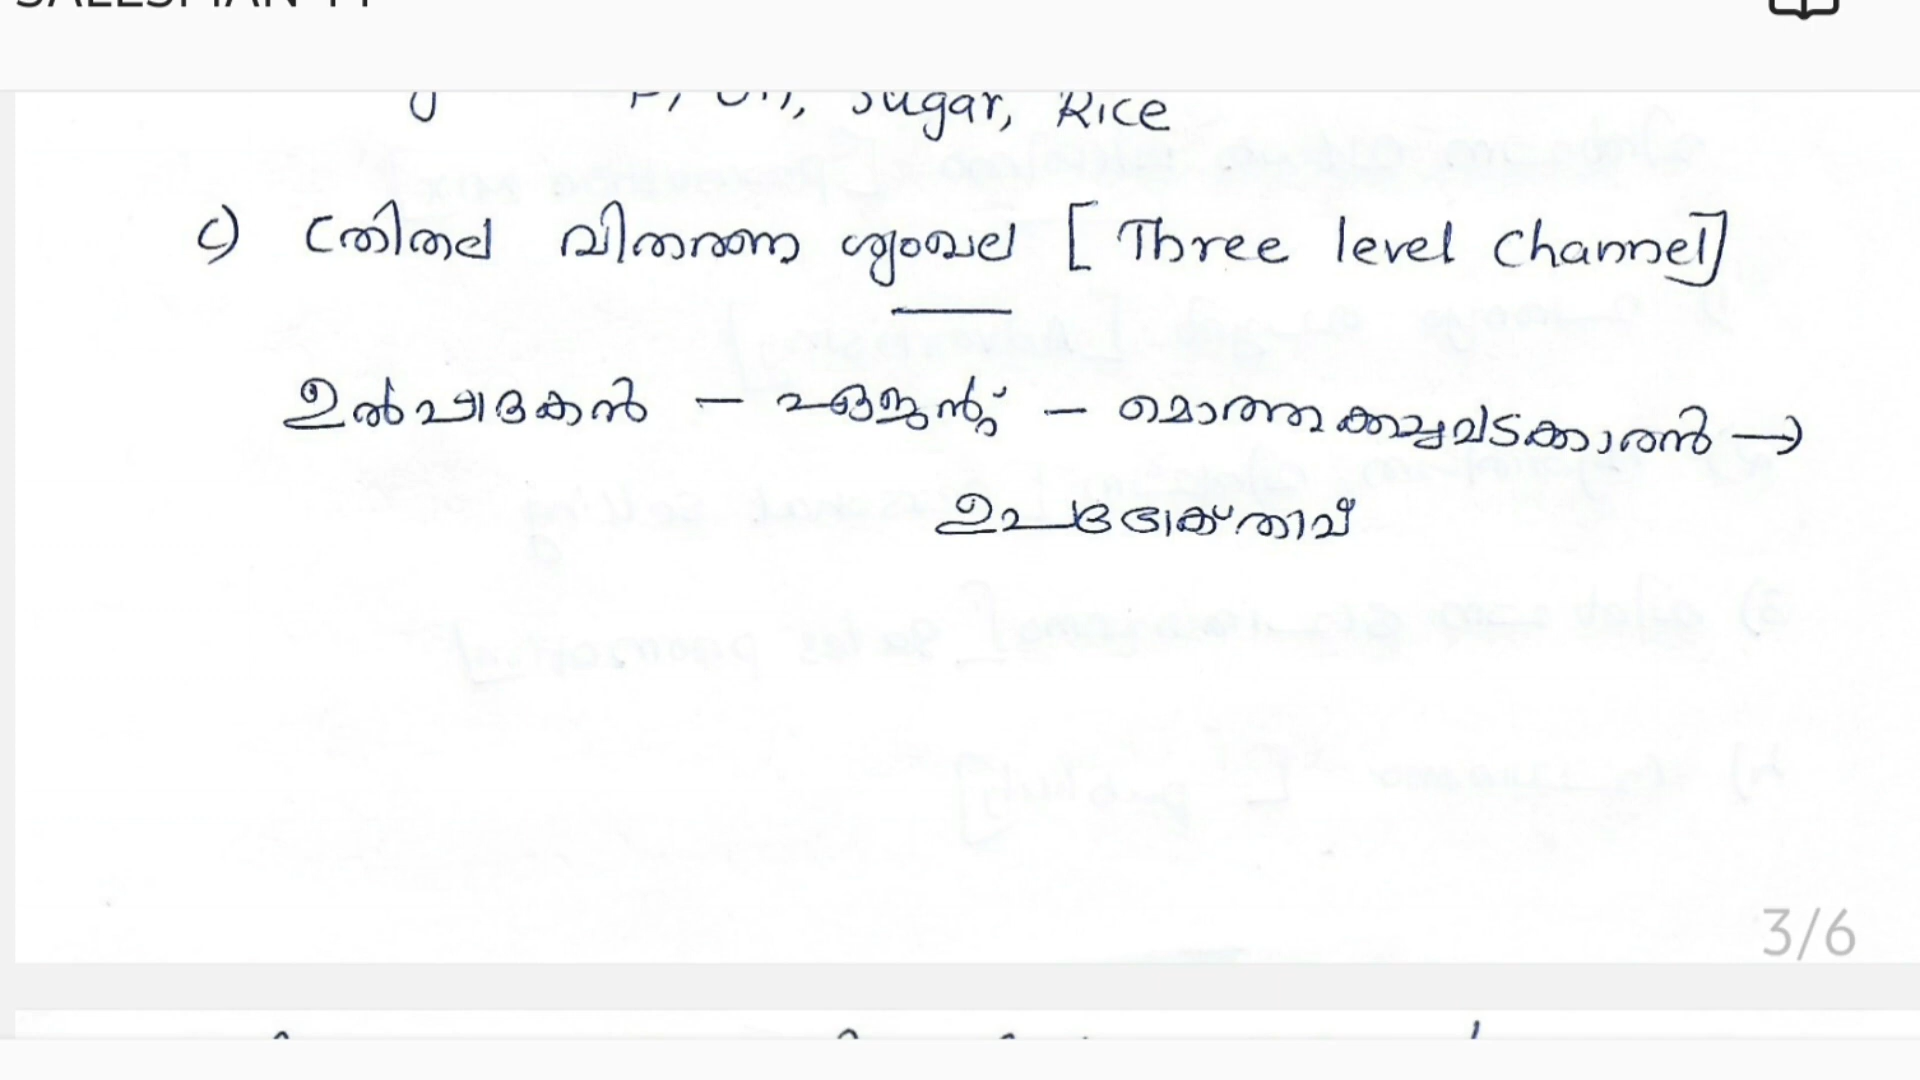 Sugar, Rice
c) ത്രിതല വിതരണ ശൃംഖല [Three level Channel]
ഉൽപാദകൻ – ഏജന്റ് – മൊത്തക്കച്ചവടക്കാരൻ →
ഉപഭോക്താവ്
3/6